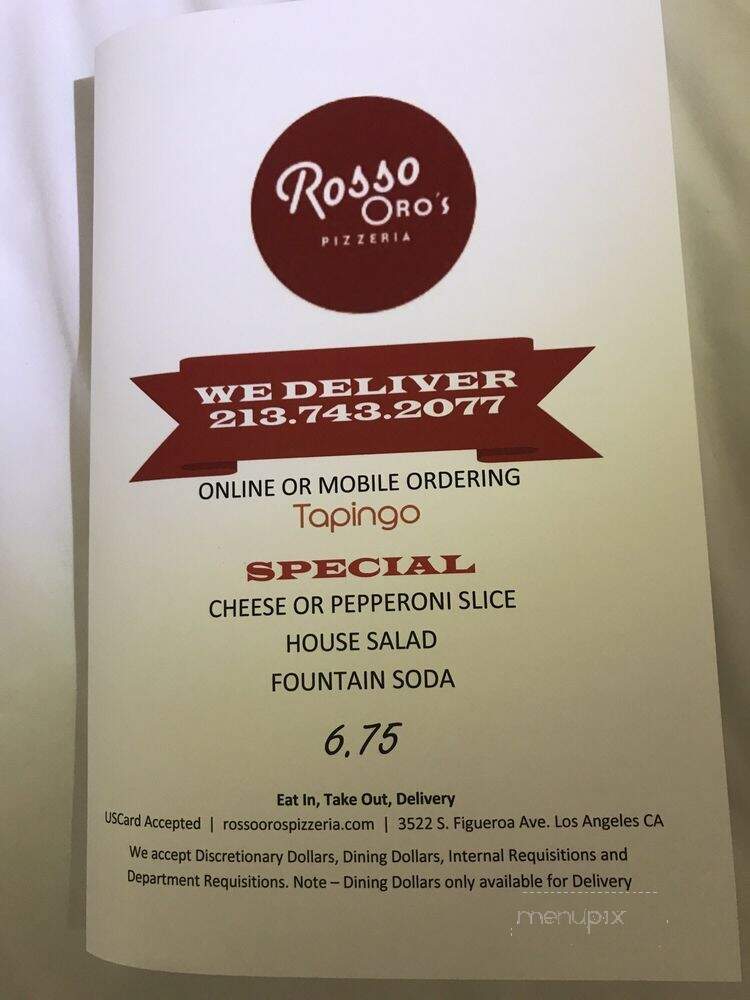 Rosso
ORO'S
PIZZERIA
WE DELIVER
213.743.2077
ONLINE OR MOBILE ORDERING
Tapingo
SPECIAL
CHEESE OR PEPPERONI SLICE
HOUSE SALAD
FOUNTAIN SODA
6.75
Eat In, Take Out, Delivery
USCard Accepted | rossoorospizzeria.com | 3522 S. Figueroa Ave. Los Angeles CA
We accept Discretionary Dollars, Dining Dollars, Internal Requisitions and
Department Requisitions. Note – Dining Dollars only available for Delivery
menupix